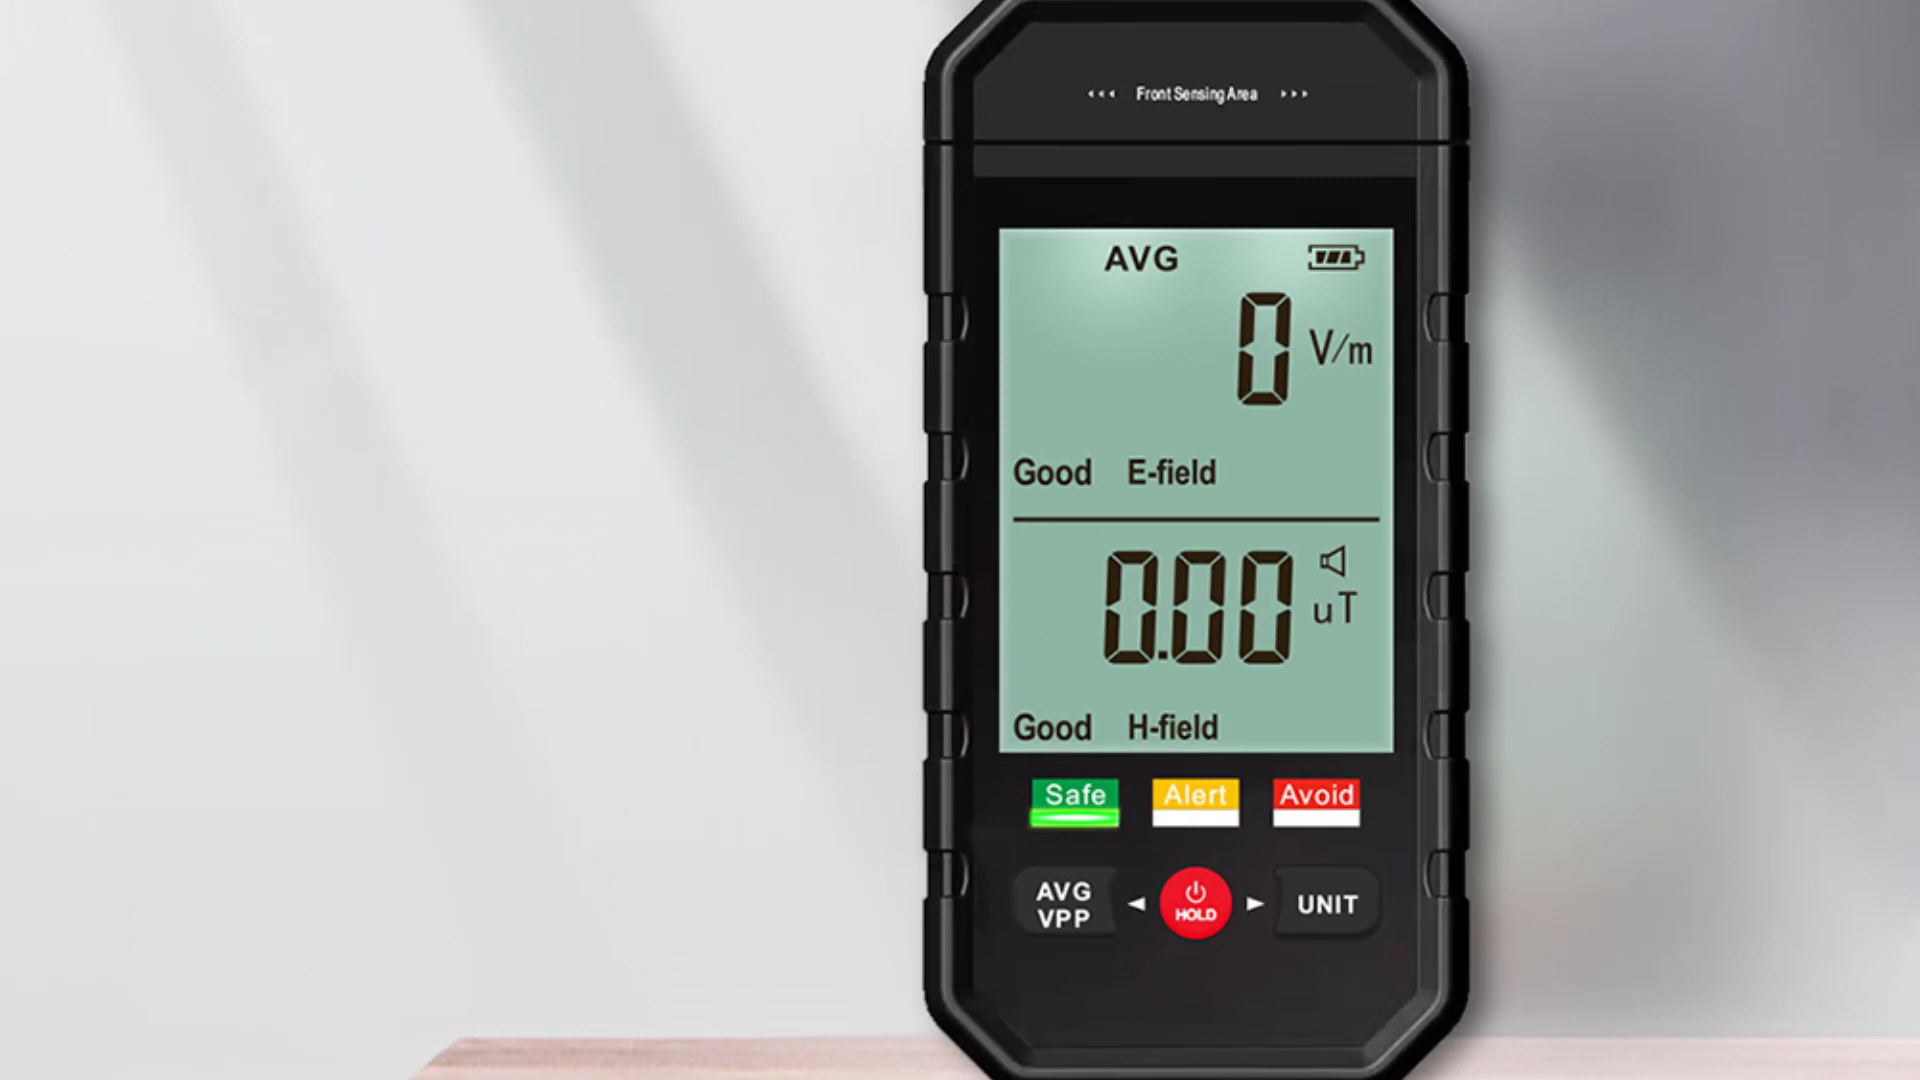 Front Sensing Area
AVG
0 V/m
Good E-field
0.00 uT
Good H-field
Safe Alert Avoid
AVG
VPP
HOLD
UNIT